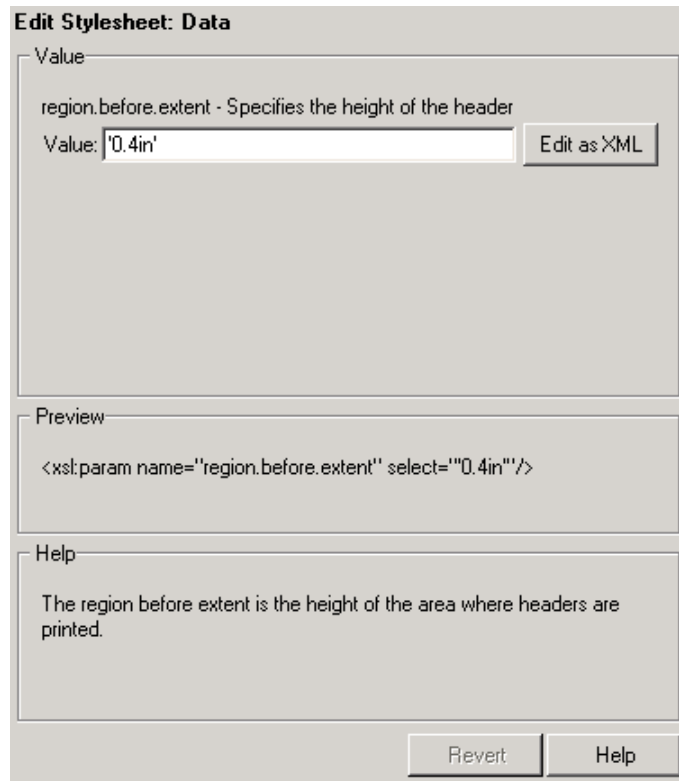 Edit Stylesheet: Data
Value
region.before.extent - Specifies the height of the header
Value: '0.4in' Edit as XML
Preview
<xsl:param name="region.before.extent" select="'0.4in'"/>
Help
The region before extent is the height of the area where headers are
printed.
Revert Help